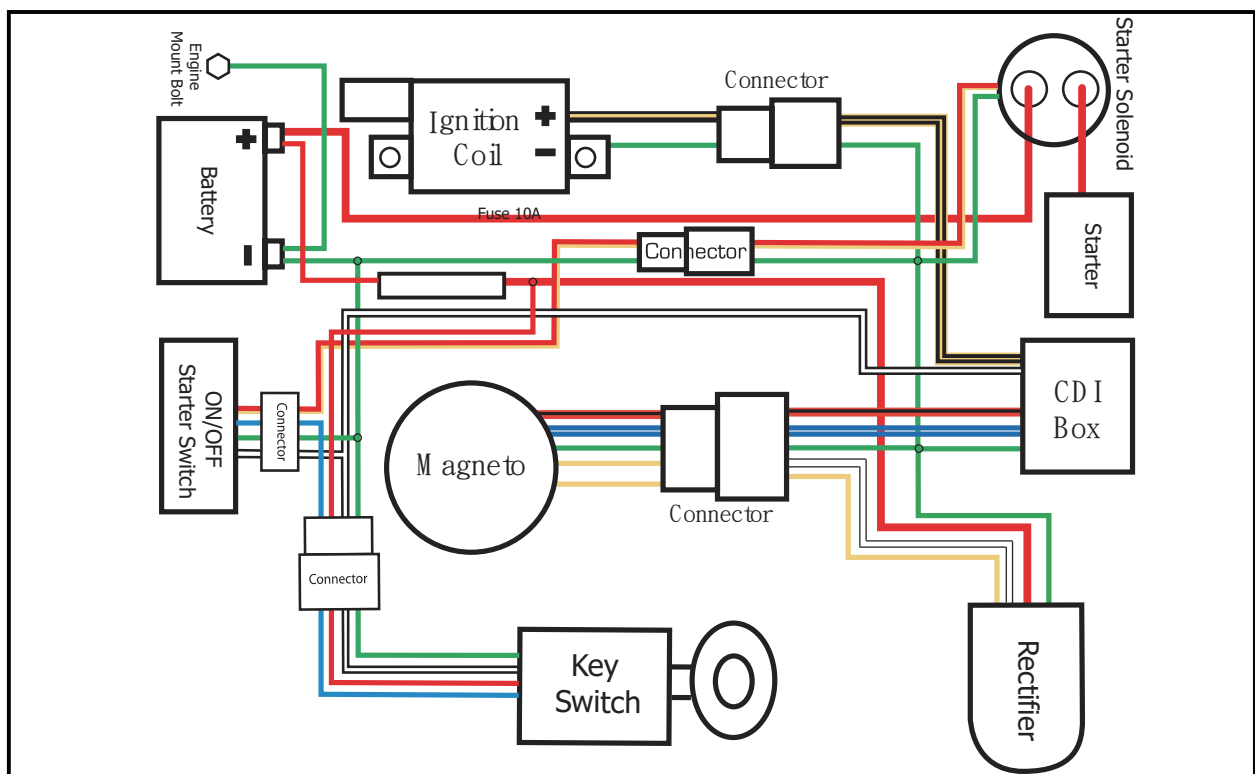 Engine
Mount Bolt
Battery
Ignition
Coil
Connector
Starter Solenoid
Starter
Fuse 10A
Connector
ON/OFF
Starter Switch
Connector
Magneto
Connector
CDI
Box
Connector
Key
Switch
Rectifier